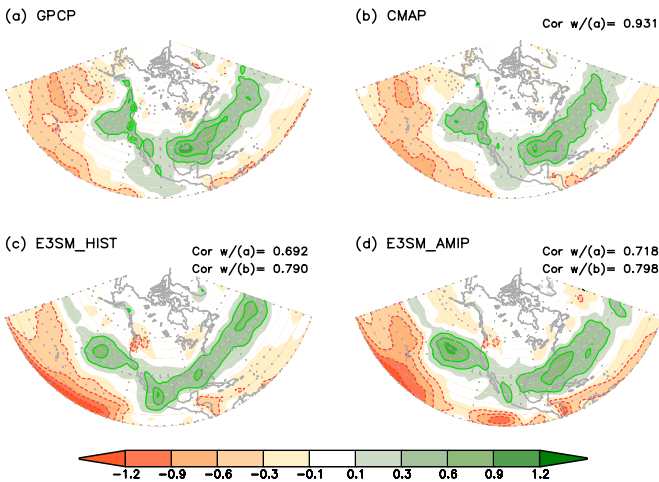 (a) GPCP
(b) CMAP
Cor w/(a)= 0.931
(c) E3SM_HIST
Cor w/(a)= 0.692
Cor w/(b)= 0.790
(d) E3SM_AMIP
Cor w/(a)= 0.718
Cor w/(b)= 0.798
-1.2 -0.9 -0.6 -0.3 -0.1 0.1 0.3 0.6 0.9 1.2